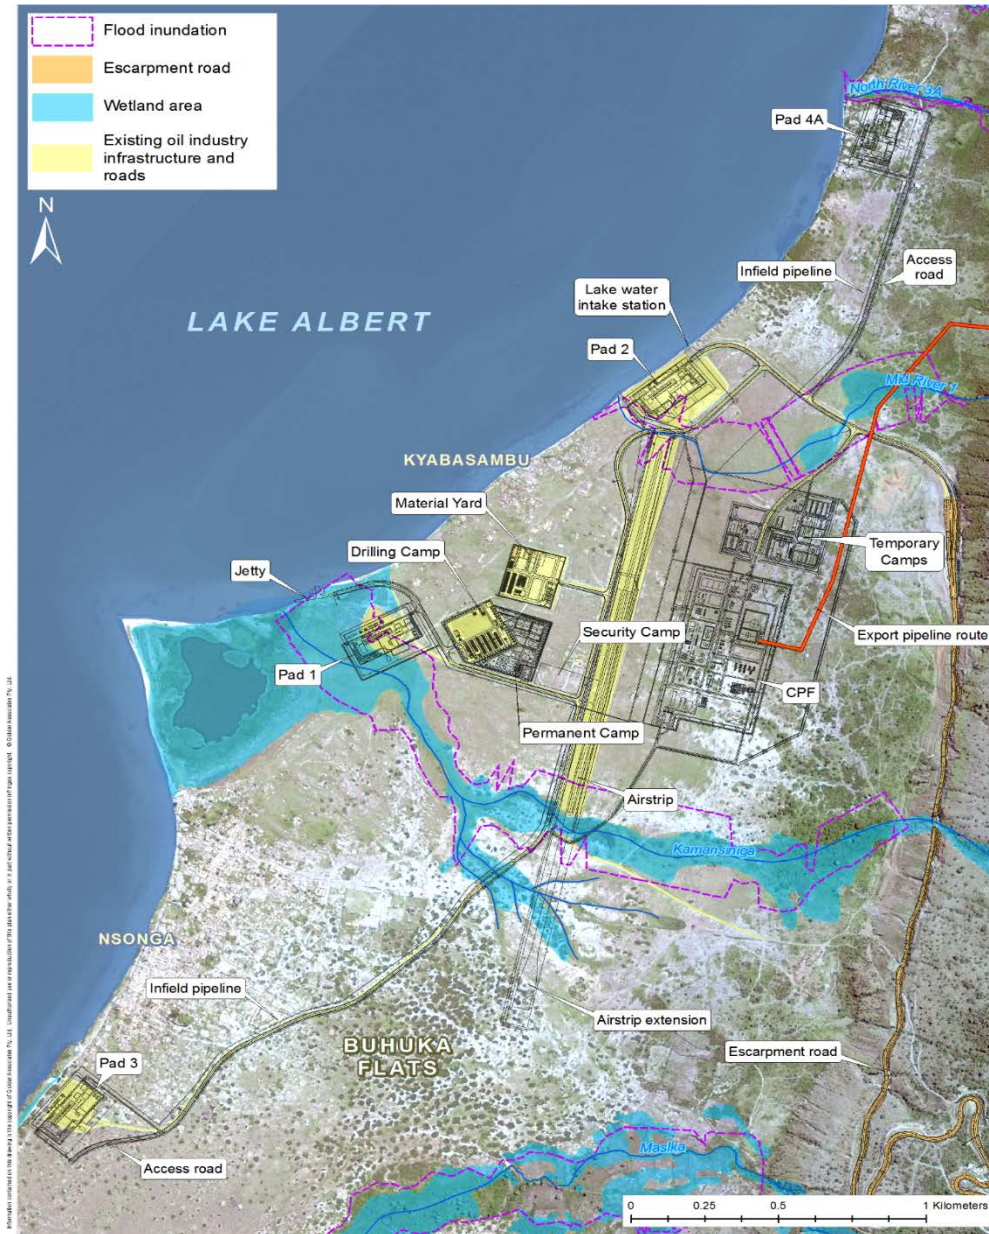 Flood inundation
Escarpment road
Wetland area
Existing oil industry
infrastructure and
roads
N
North River 3A
Pad 4A
Infield pipeline
Access
road
Lake water
intake station
LAKE ALBERT
Pad 2
Mid River 1
KYABASAMBU
Material Yard
Drilling Camp
Temporary
Camps
Jetty
Security Camp
Export pipeline route
Pad 1
CPF
Permanent Camp
Airstrip
Kamansiniga
NSONGA
Infield pipeline
Airstrip extension
BUHUKA
FLATS
Escarpment road
Pad 3
Masika
Access road
0 0.25 0.5 1 Kilometers